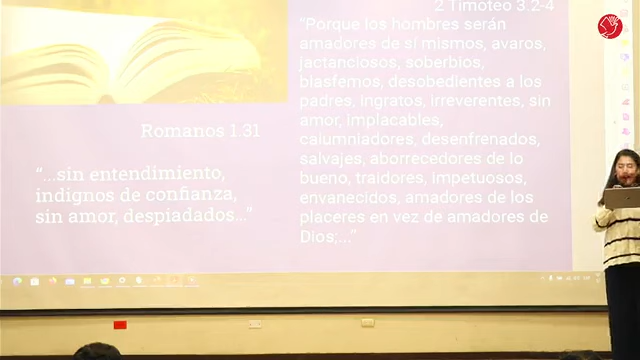 Romanos 1.31
“...sin entendimiento,
indignos de confianza,
sin amor, despiadados...”
2 Timoteo 3.2-4
“Porque los hombres serán
amadores de sí mismos, avaros,
jactanciosos, soberbios,
blasfemos, desobedientes a los
padres, ingratos, irreverentes, sin
amor, implacables,
calumniadores, desenfrenados,
salvajes, aborrecedores de lo
bueno, traidores, impetuosos,
envanecidos, amadores de los
placeres en vez de amadores de
Dios;...”